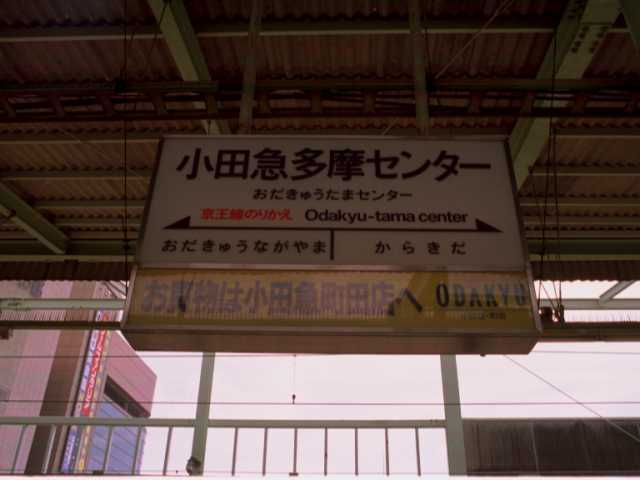 小田急多摩センター
おだきゅうたまセンター
京王線のりかえ Odakyu-tama center
おだきゅうながやま からきだ
お買物は小田急町田店へ ODAKYU